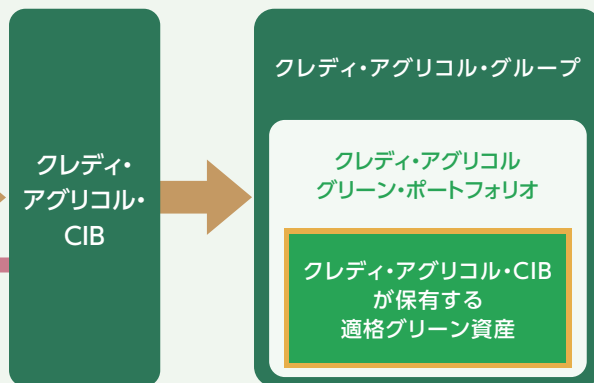 クレディ・
アグリコル・
CIB
クレディ・アグリコル・グループ
クレディ・アグリコル
グリーン・ポートフォリオ
クレディ・アグリコル・CIB
が保有する
適格グリーン資産